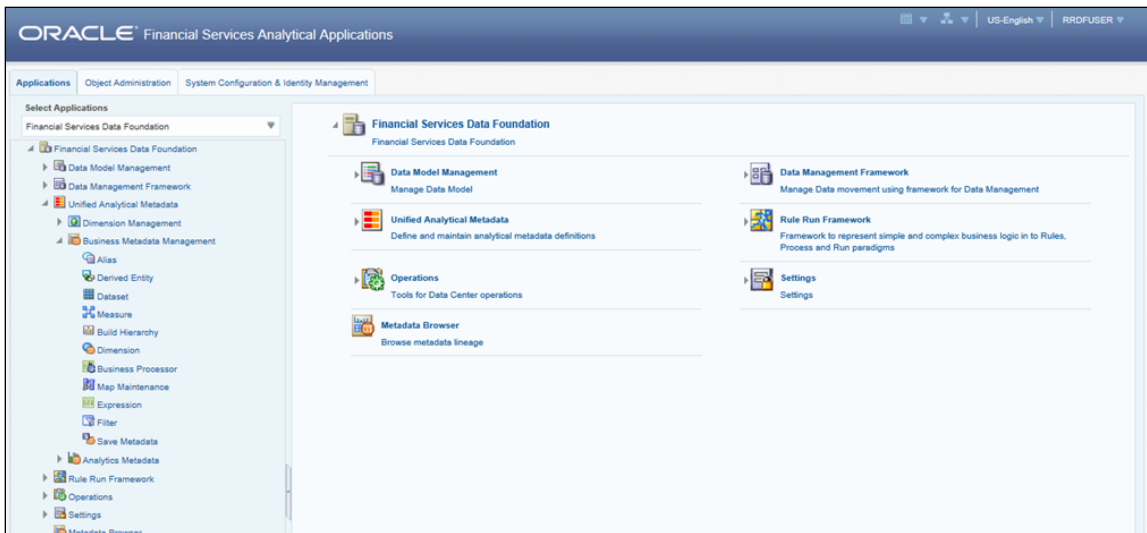 ORACLE® Financial Services Analytical Applications
US-English
RRDFUSER
Applications
Object Administration
System Configuration & Identity Management
Select Applications
Financial Services Data Foundation
Financial Services Data Foundation
Data Model Management
Data Management Framework
Unified Analytical Metadata
Dimension Management
Business Metadata Management
Alias
Derived Entity
Dataset
Measure
Build Hierarchy
Dimension
Business Processor
Map Maintenance
Expression
Filter
Save Metadata
Analytics Metadata
Rule Run Framework
Operations
Settings
Metadata Browser
Financial Services Data Foundation
Financial Services Data Foundation
Data Model Management
Manage Data Model
Data Management Framework
Manage Data movement using framework for Data Management
Unified Analytical Metadata
Define and maintain analytical metadata definitions
Rule Run Framework
Framework to represent simple and complex business logic in to Rules,
Process and Run paradigms
Operations
Tools for Data Center operations
Settings
Settings
Metadata Browser
Browse metadata lineage